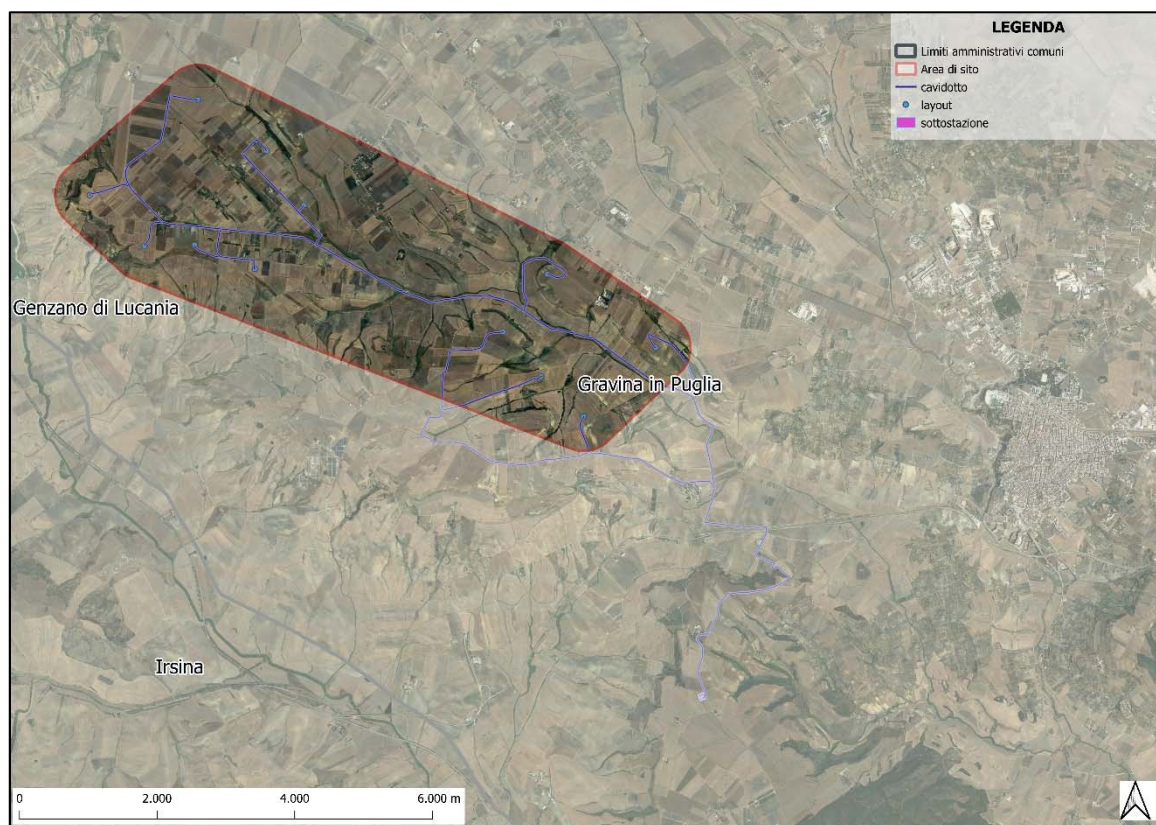 LEGENDA
Limiti amministrativi comuni
Area di sito
cavidotto
layout
sottostazione
Genzano di Lucania
Gravina in Puglia
Irsina
0 2.000 4.000 6.000 m